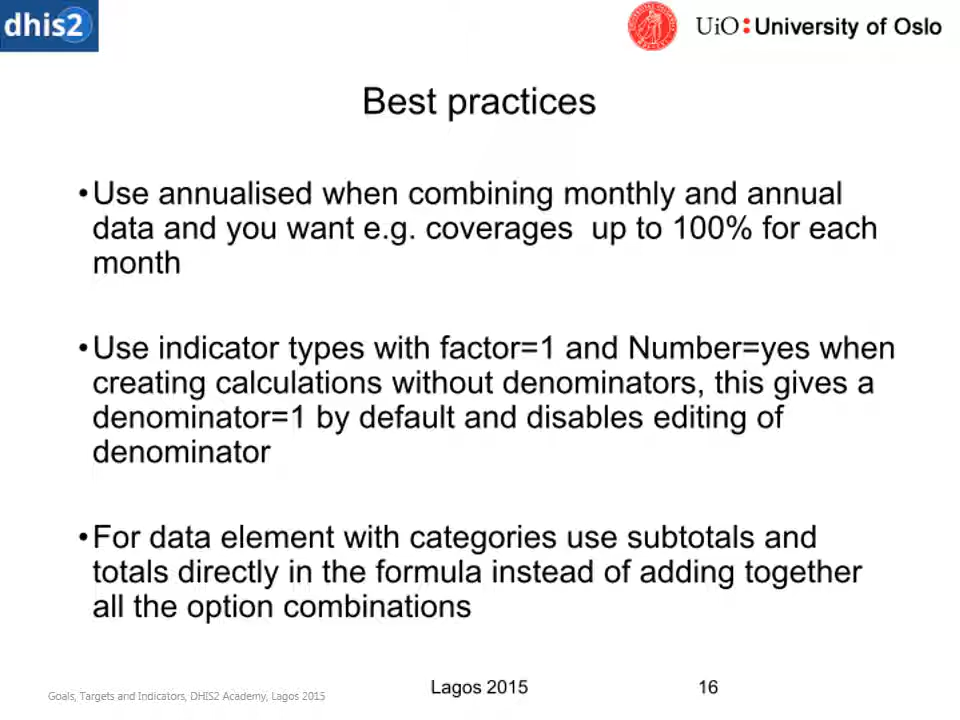 dhis2
UiO: University of Oslo
Best practices
•Use annualised when combining monthly and annual
data and you want e.g. coverages  up to 100% for each
month
•Use indicator types with factor=1 and Number=yes when
creating calculations without denominators, this gives a
denominator=1 by default and disables editing of
denominator
•For data element with categories use subtotals and
totals directly in the formula instead of adding together
all the option combinations
Goals, Targets and Indicators, DHIS2 Academy, Lagos 2015
Lagos 2015
16